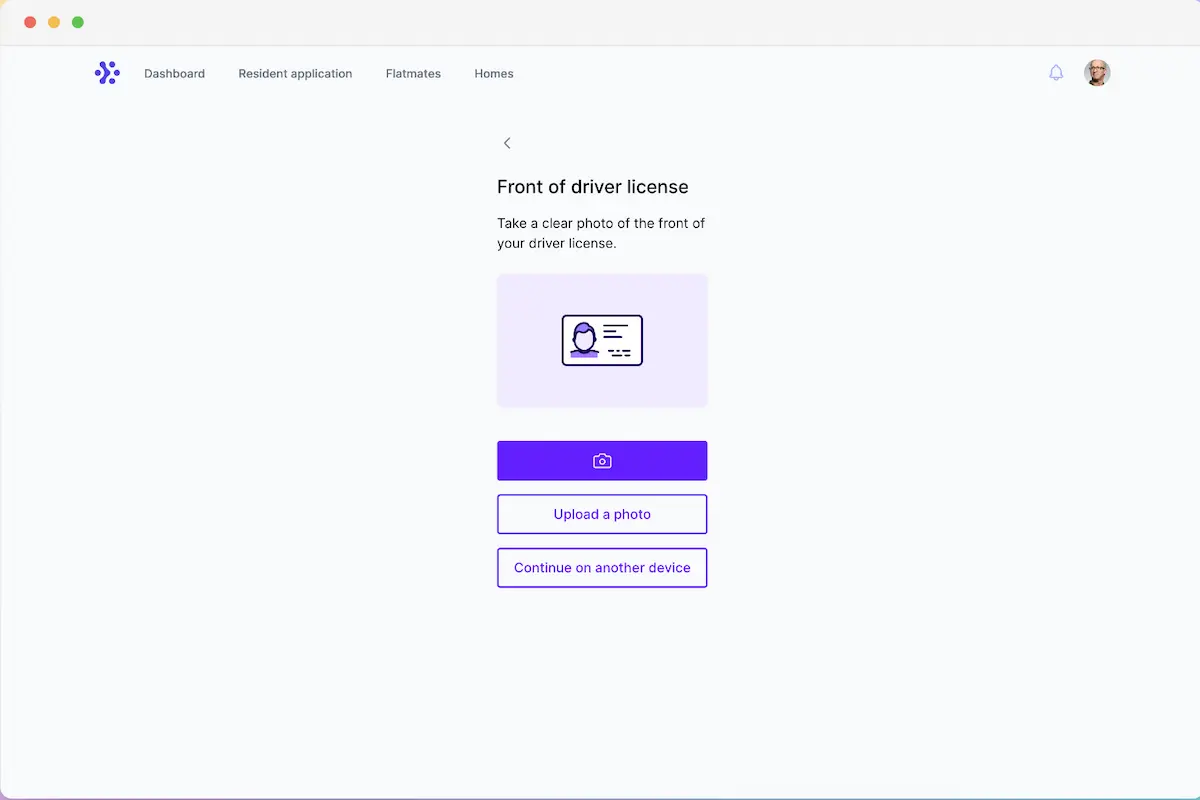 Dashboard Resident application Flatmates Homes
Front of driver license
Take a clear photo of the front of
your driver license.
Upload a photo
Continue on another device